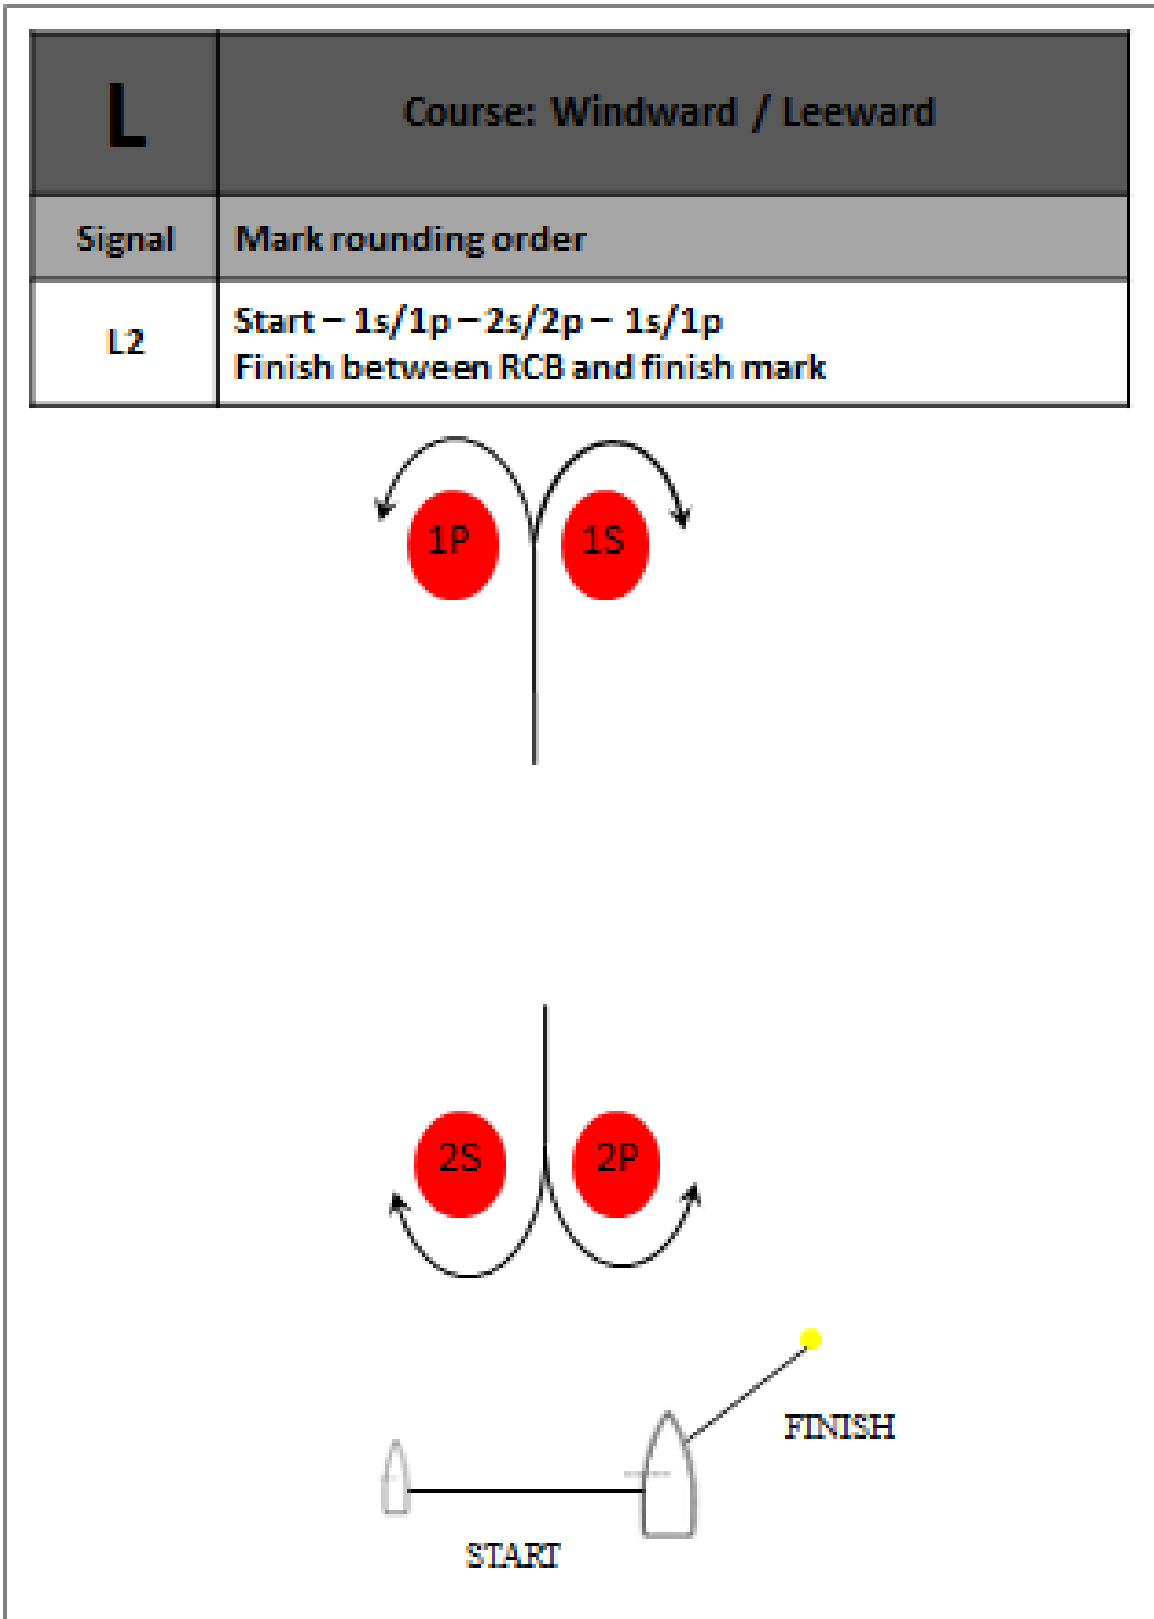 L
Course: Windward / Leeward
Signal
Mark rounding order
L2
Start – 1s/1p – 2s/2p – 1s/1p
Finish between RCB and finish mark
1P
1S
2S
2P
FINISH
START